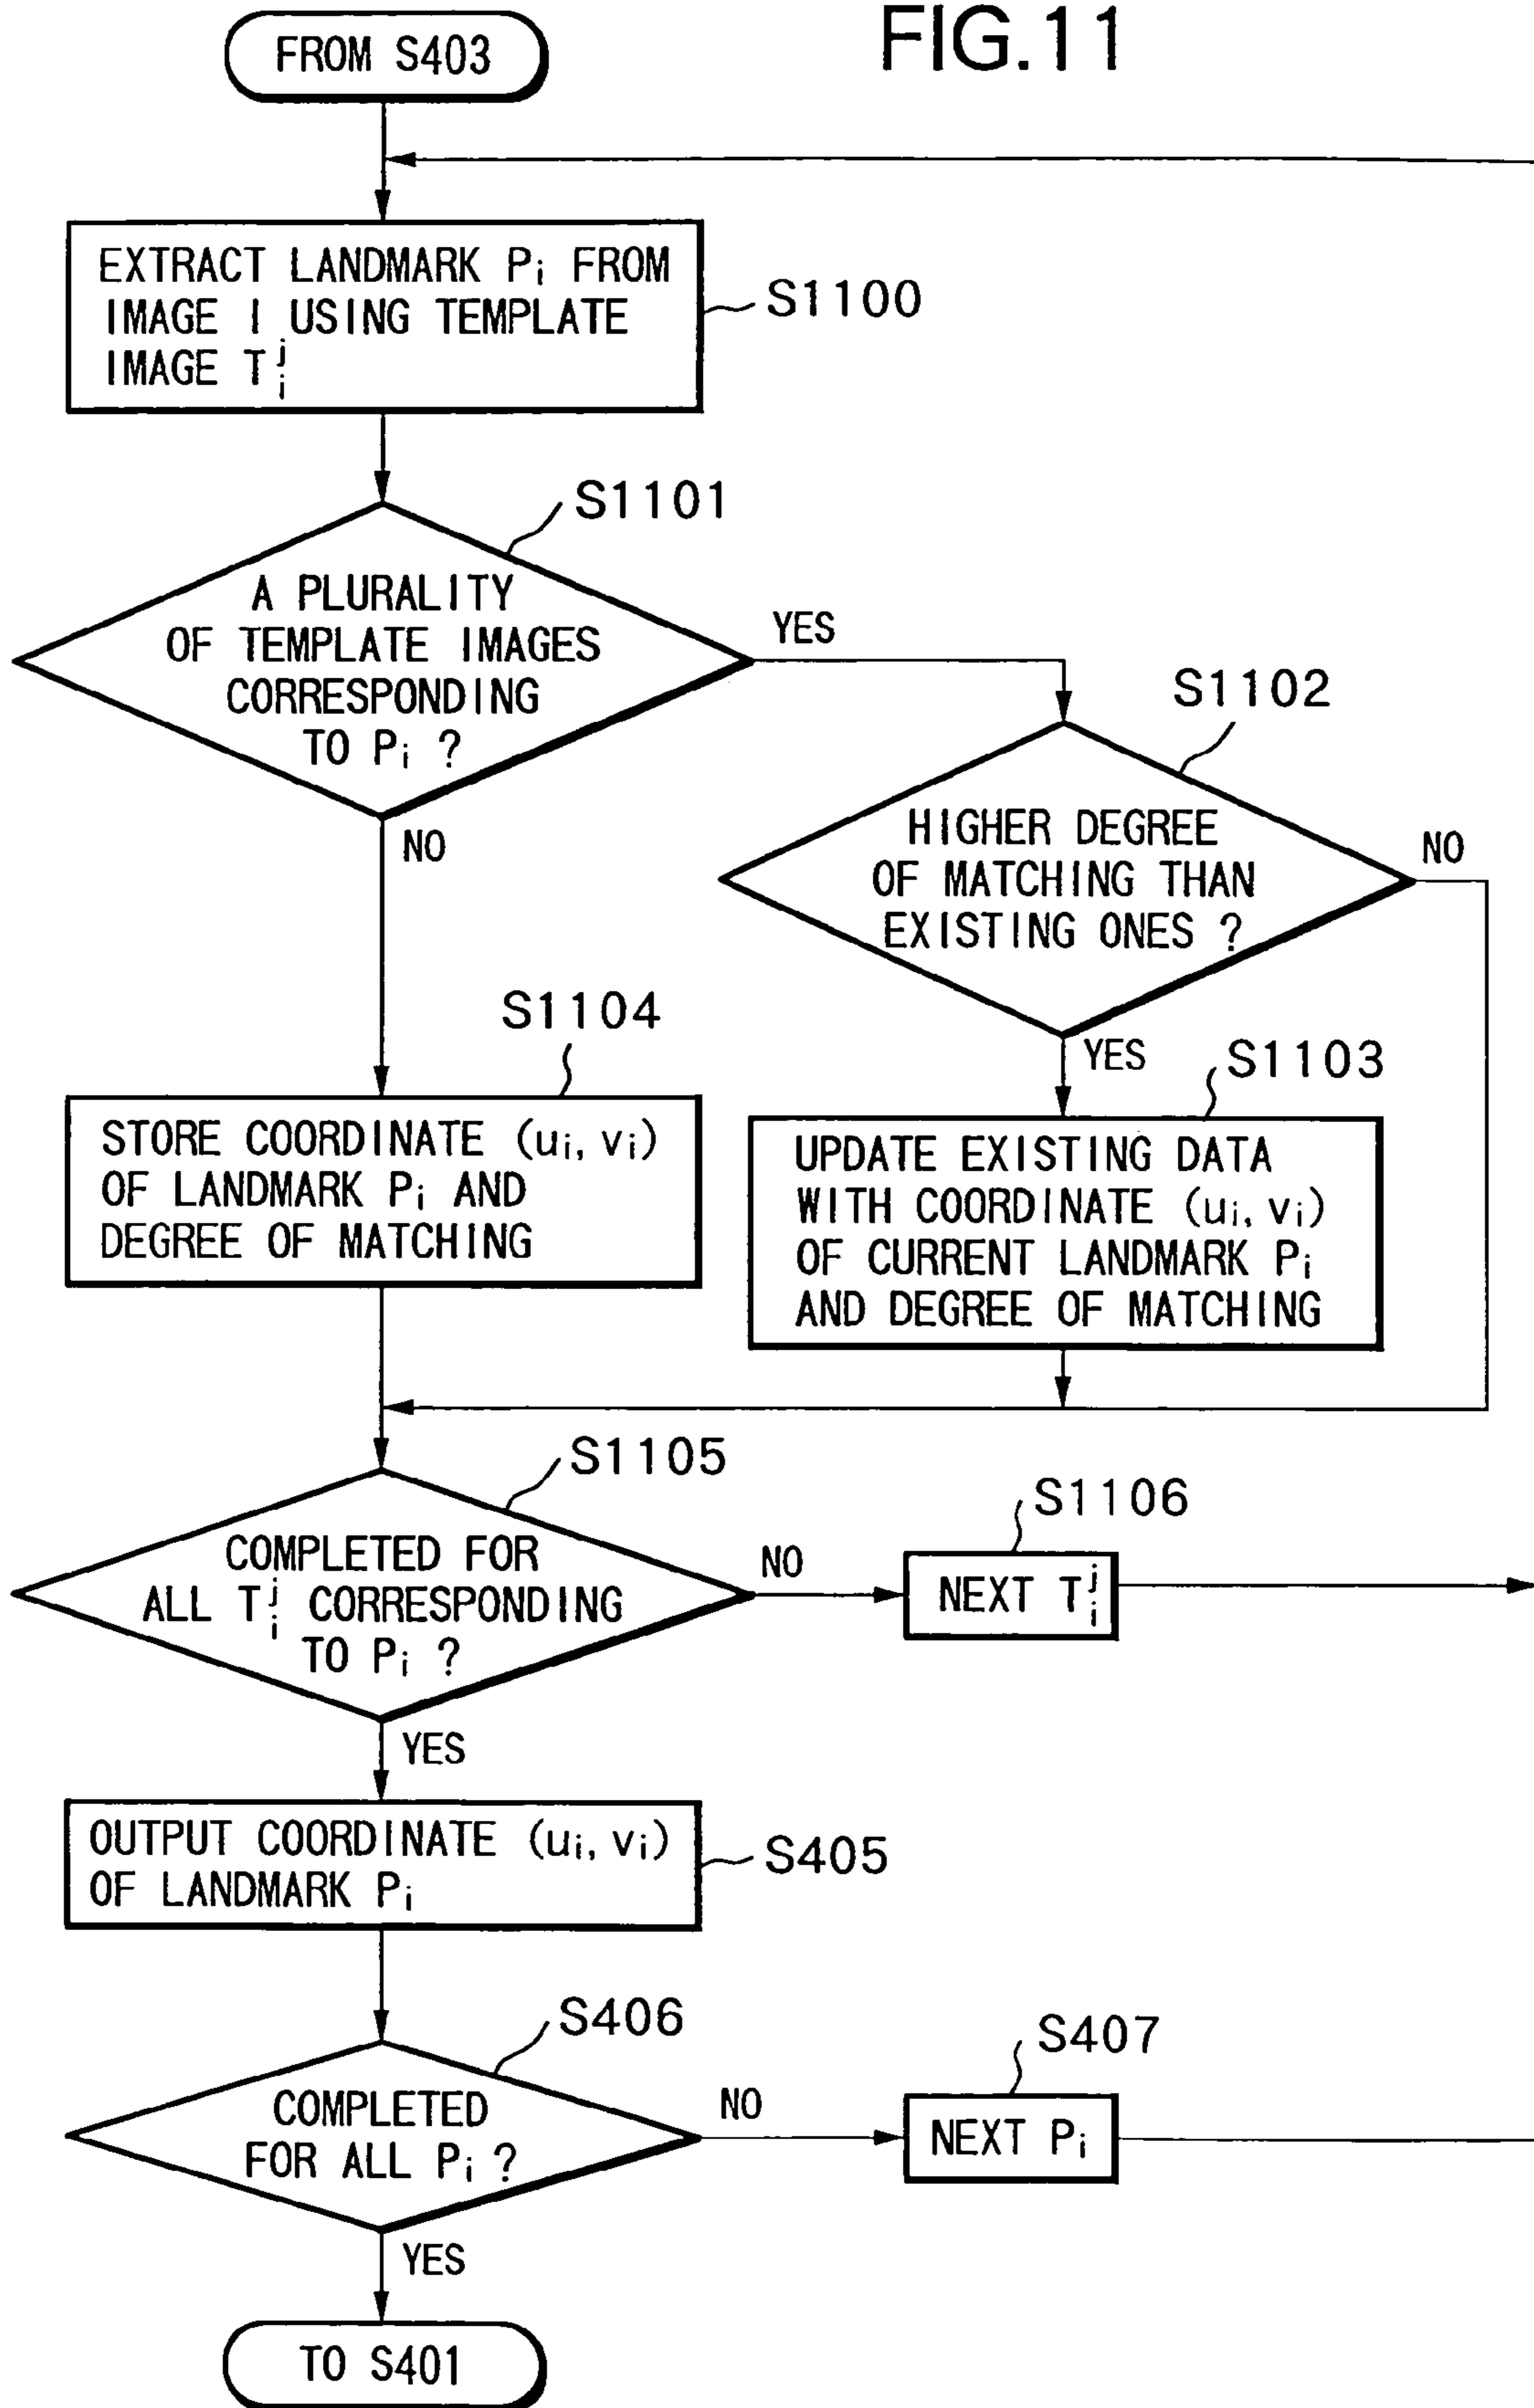 FIG.11
FROM S403
EXTRACT LANDMARK Pi FROM
IMAGE I USING TEMPLATE
IMAGE Tij
S1100
S1101
A PLURALITY
OF TEMPLATE IMAGES
CORRESPONDING
TO Pi ?
YES
NO
S1102
HIGHER DEGREE
OF MATCHING THAN
EXISTING ONES ?
NO
YES
S1104
STORE COORDINATE (ui, vi)
OF LANDMARK Pi AND
DEGREE OF MATCHING
S1103
UPDATE EXISTING DATA
WITH COORDINATE (ui, vi)
OF CURRENT LANDMARK Pi
AND DEGREE OF MATCHING
S1105
COMPLETED FOR
ALL Tij CORRESPONDING
TO Pi ?
NO
S1106
NEXT Tij
YES
OUTPUT COORDINATE (ui, vi)
OF LANDMARK Pi
S405
S406
COMPLETED
FOR ALL Pi ?
NO
S407
NEXT Pi
YES
TO S401